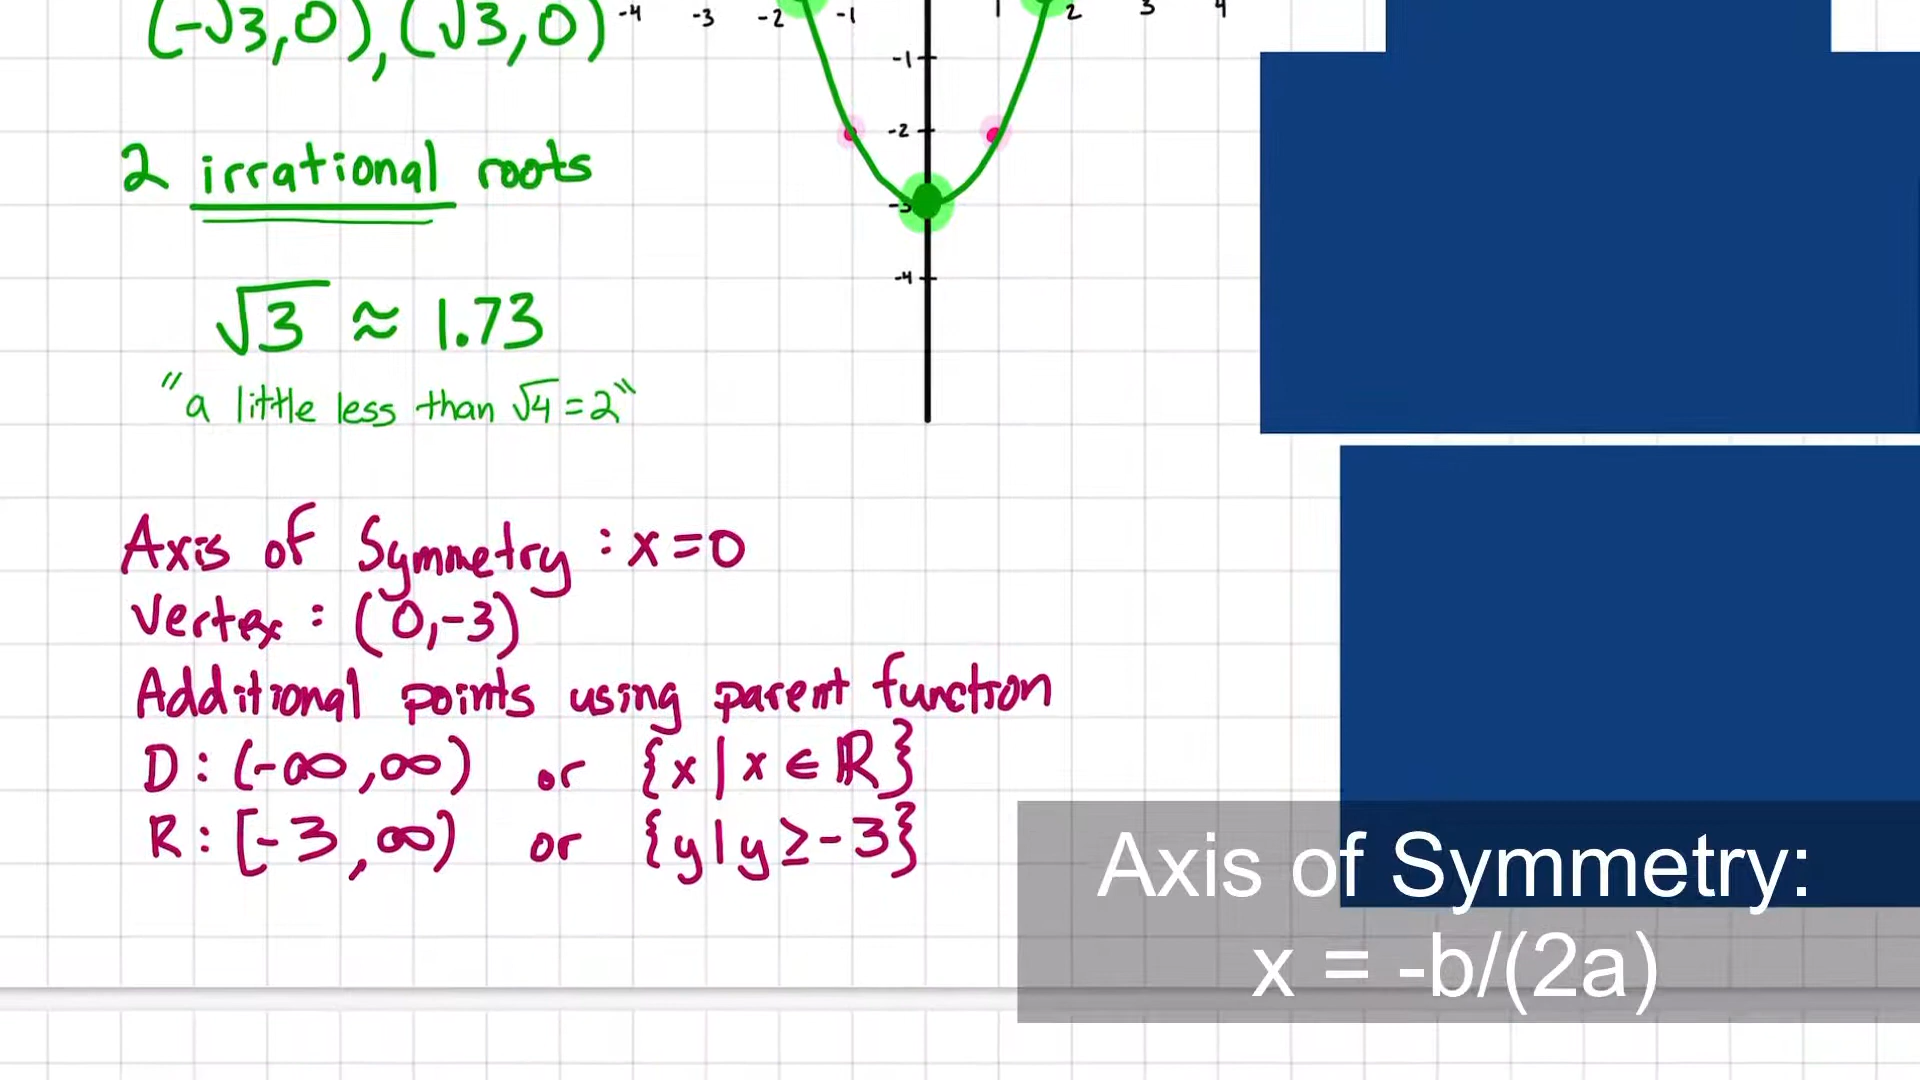 (-√3,0),(√3,0)
-4 -3 -2 -1 1 2 3 4
-1
-2
2 irrational roots
-3
-4
√3 ≈ 1.73
"a little less than √4=2"
Axis of Symmetry : x=0
Vertex : (0,-3)
Additional points using parent function
D : (-∞,∞) or {x|x∈ℝ}
R : [-3,∞) or {y|y≥-3}
Axis of Symmetry:
x = -b/(2a)